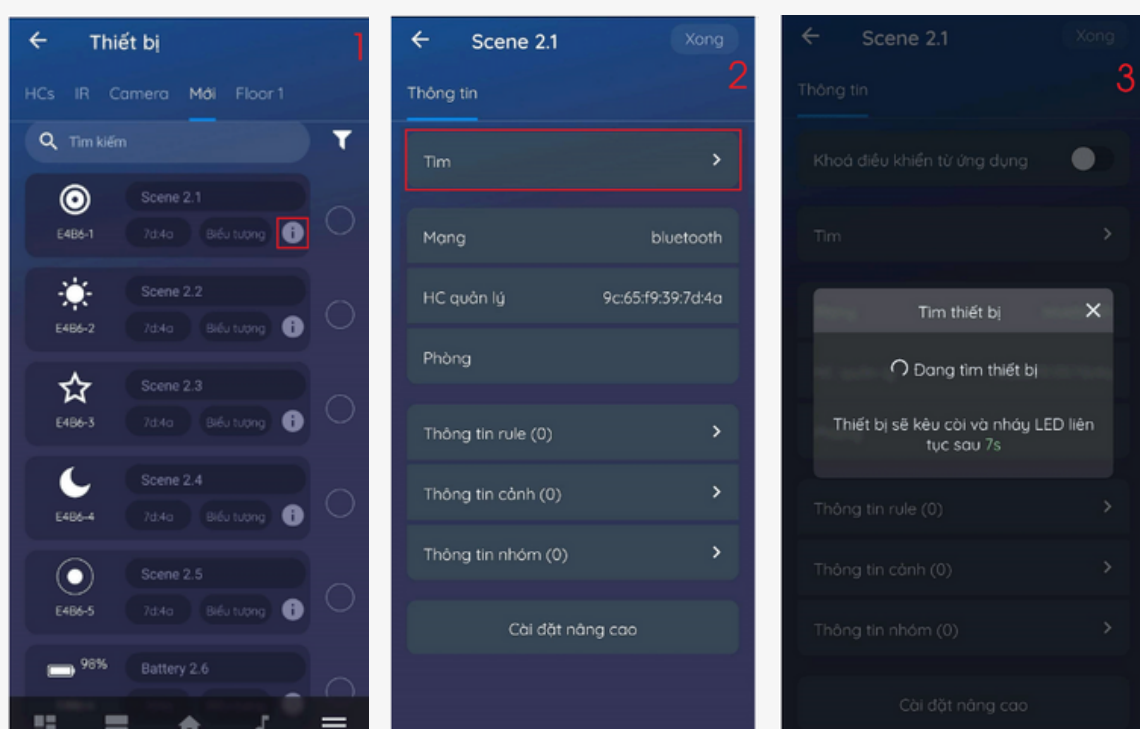 Thiết bị
1
HCs IR Camera Mới Floor 1
Tìm kiếm
Scene 2.1
E4B6-1 7d:4a Biểu tượng i
Scene 2.2
E4B6-2 7d:4a Biểu tượng i
Scene 2.3
E4B6-3 7d:4a Biểu tượng i
Scene 2.4
E4B6-4 7d:4a Biểu tượng i
Scene 2.5
E4B6-5 7d:4a Biểu tượng i
98% Battery 2.6
Scene 2.1 Xong
2
Thông tin
Tìm
Mạng bluetooth
HC quản lý 9c:65:f9:39:7d:4a
Phòng
Thông tin rule (0)
Thông tin cảnh (0)
Thông tin nhóm (0)
Cài đặt nâng cao
Scene 2.1 Xong
3
Thông tin
Khoá điều khiển từ ứng dụng
Tìm
Tìm thiết bị
Đang tìm thiết bị
Thiết bị sẽ kêu còi và nháy LED liên
tục sau 7s
Thông tin rule (0)
Thông tin cảnh (0)
Thông tin nhóm (0)
Cài đặt nâng cao